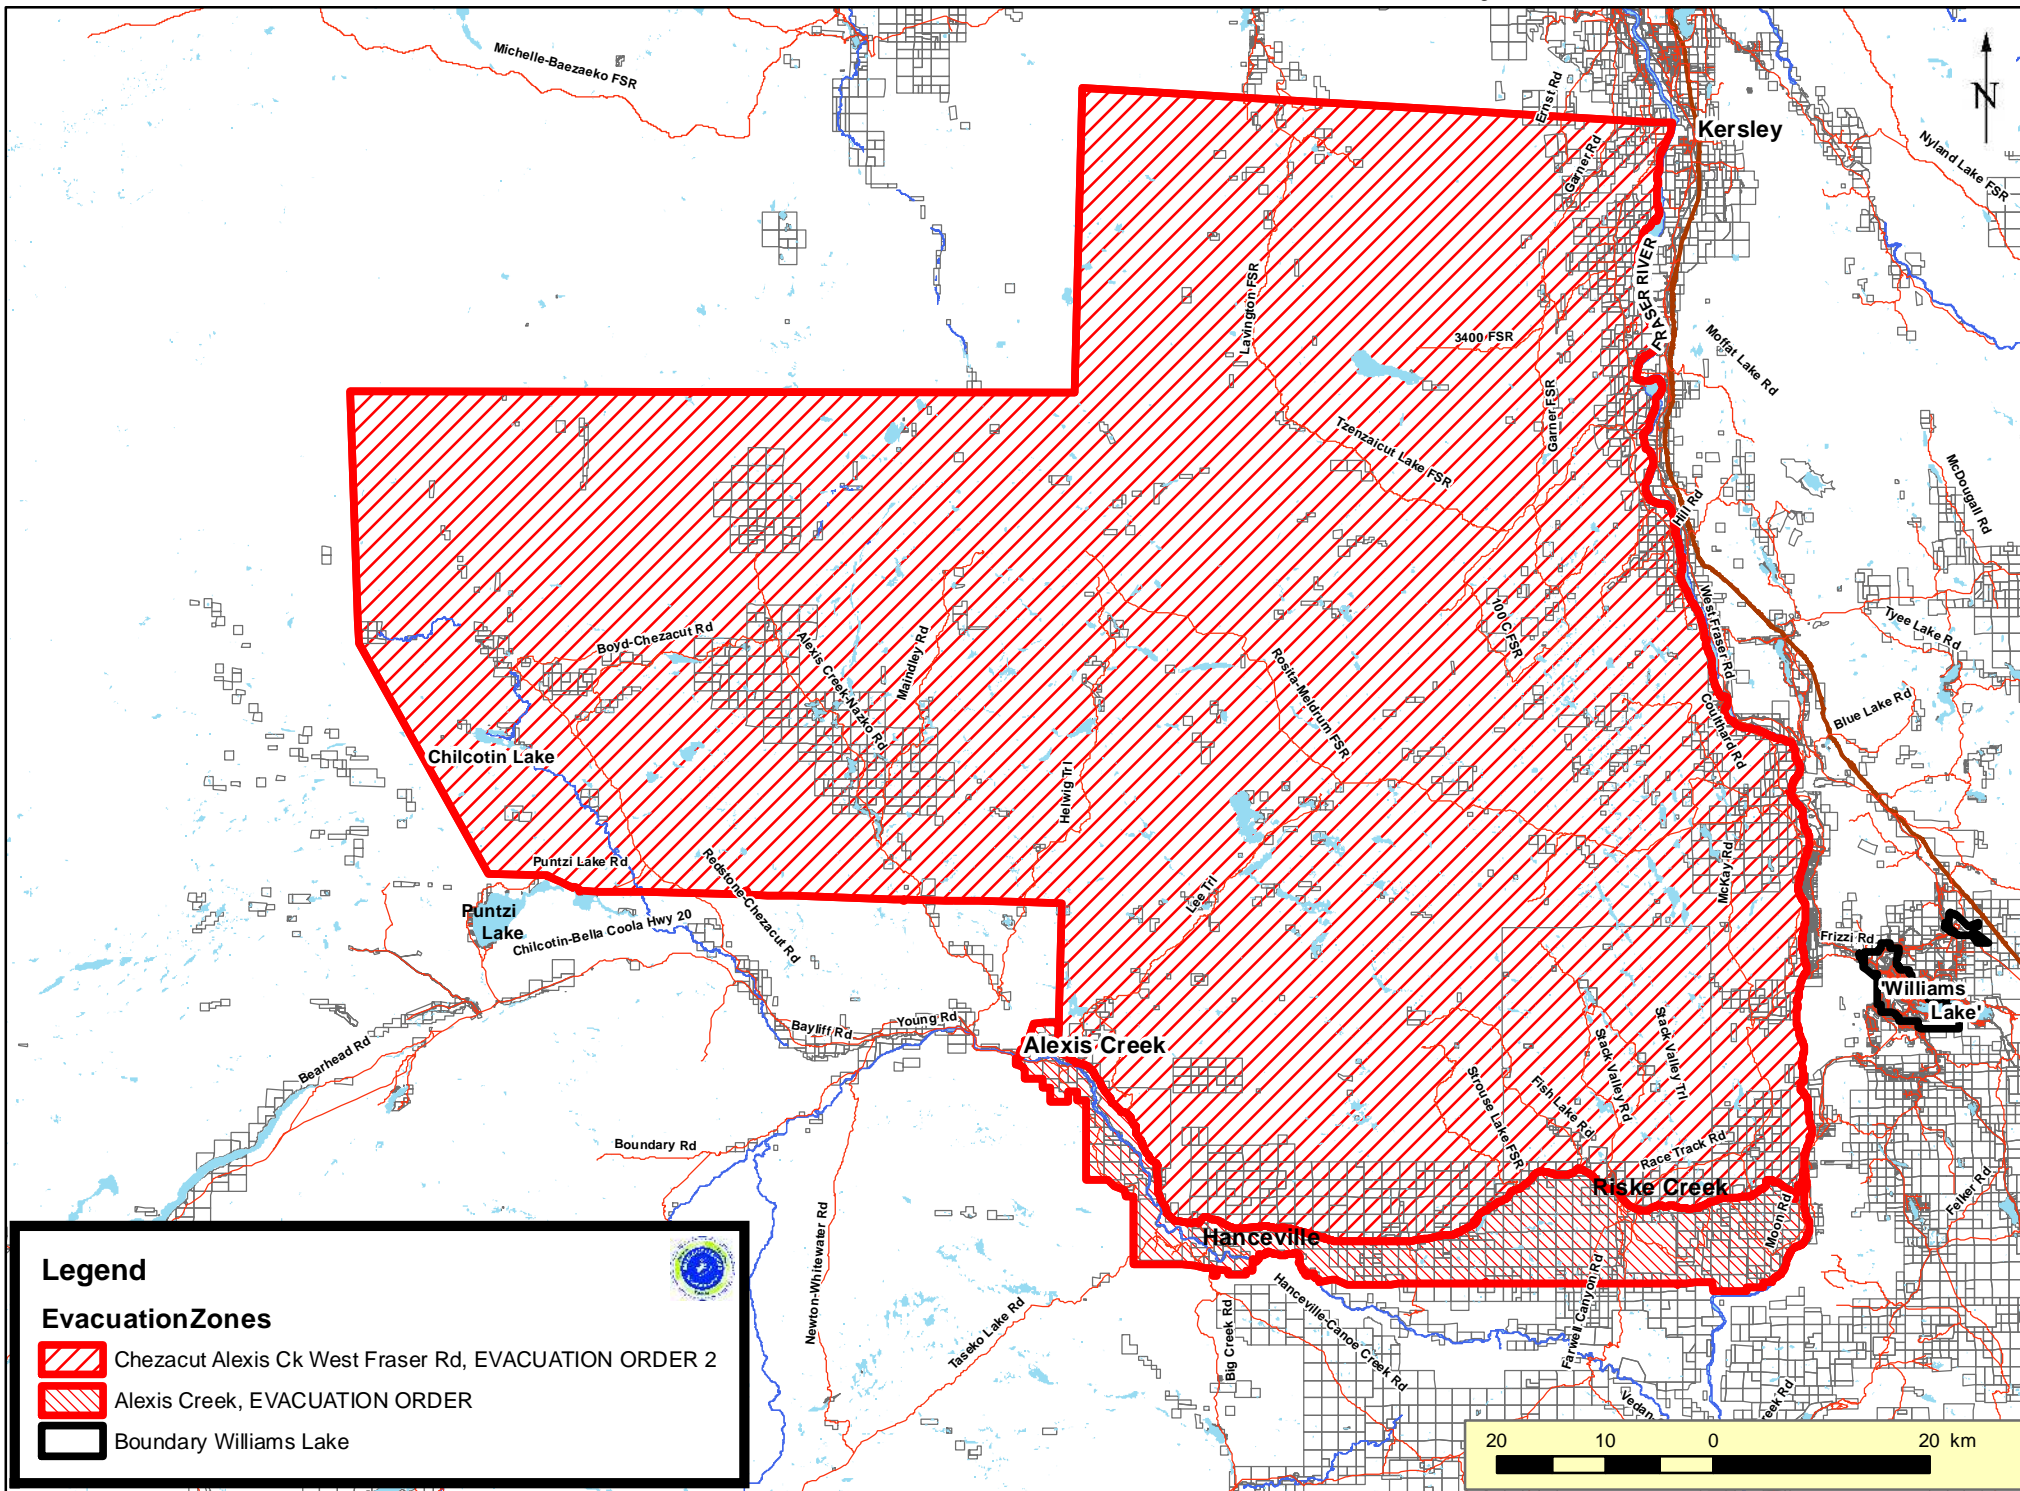 Michelle-Baezaeko FSR
Ernst Rd
Kersley
N
Garner Rd
Nyland Lake FSR
FRASER RIVER
Lavington FSR
3400 FSR
Moffat Lake Rd
Garner FSR
Tzenzaicut Lake FSR
McDougall Rd
Hill Rd
100 C FSR
West Fraser Rd
Tyee Lake Rd
Boyd-Chezacut Rd
Alexis Creek-Nazko Rd
Maindley Rd
Rosita-Meldrum FSR
Coulthard Rd
Blue Lake Rd
Chilcotin Lake
Helwig Trl
Puntzi Lake Rd
Redstone-Chezacut Rd
McKay Rd
Lee Trl
Puntzi
Lake
Chilcotin-Bella Coola Hwy 20
Frizzi Rd
'Williams
Lake'
Bayliff Rd
Young Rd
Alexis Creek
Stack Valley Rd
Stack Valley Trl
Bearhead Rd
Strouse Lake FSR
Fish Lake Rd
Boundary Rd
Race Track Rd
Riske Creek
Felker Rd
Moon Rd
Newton-Whitewater Rd
Hanceville
Taseko Lake Rd
Big Creek Rd
Hanceville-Canoe Creek Rd
Farwell Canyon Rd
Vedan
reek Rd
Legend
EvacuationZones
Chezacut Alexis Ck West Fraser Rd, EVACUATION ORDER 2
Alexis Creek, EVACUATION ORDER
Boundary Williams Lake
20 10 0 20 km